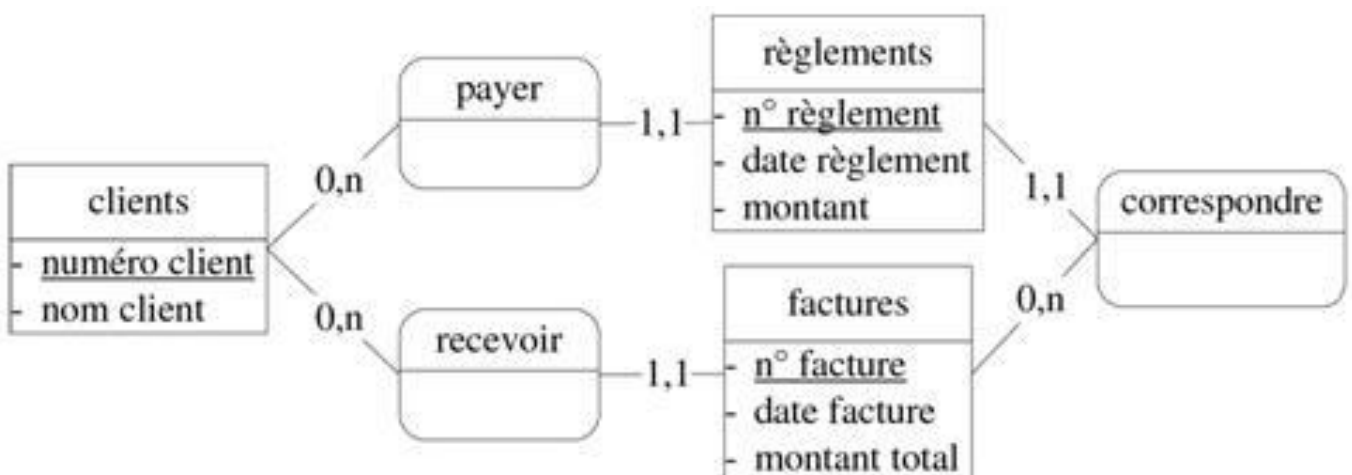 clients
- numéro client
- nom client
0,n
0,n
payer
recevoir
1,1
1,1
règlements
- n° règlement
- date règlement
- montant
factures
- n° facture
- date facture
- montant total
1,1
0,n
correspondre